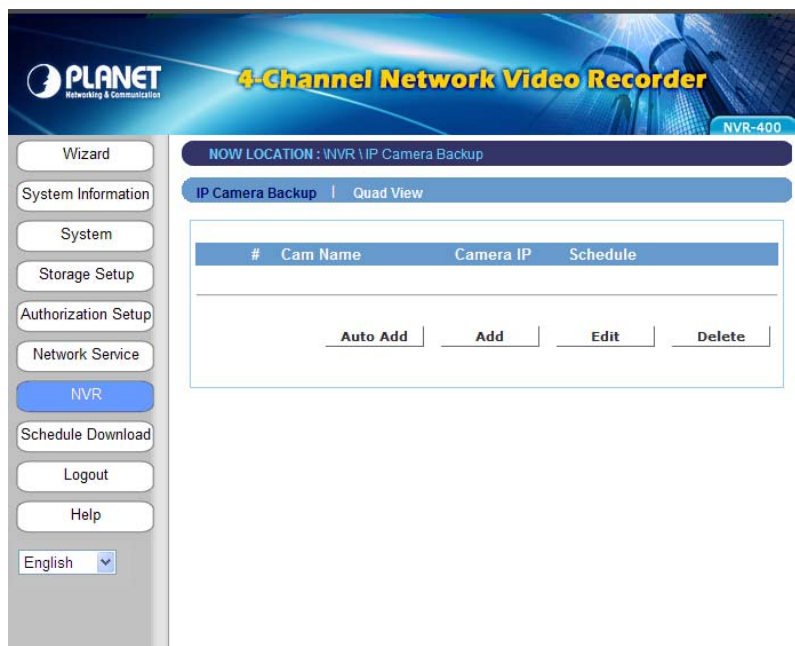 PLANET
Networking & Communication
4-Channel Network Video Recorder
NVR-400
Wizard
System Information
System
Storage Setup
Authorization Setup
Network Service
NVR
Schedule Download
Logout
Help
English
NOW LOCATION : \NVR \ IP Camera Backup
IP Camera Backup | Quad View
# Cam Name Camera IP Schedule
Auto Add Add Edit Delete